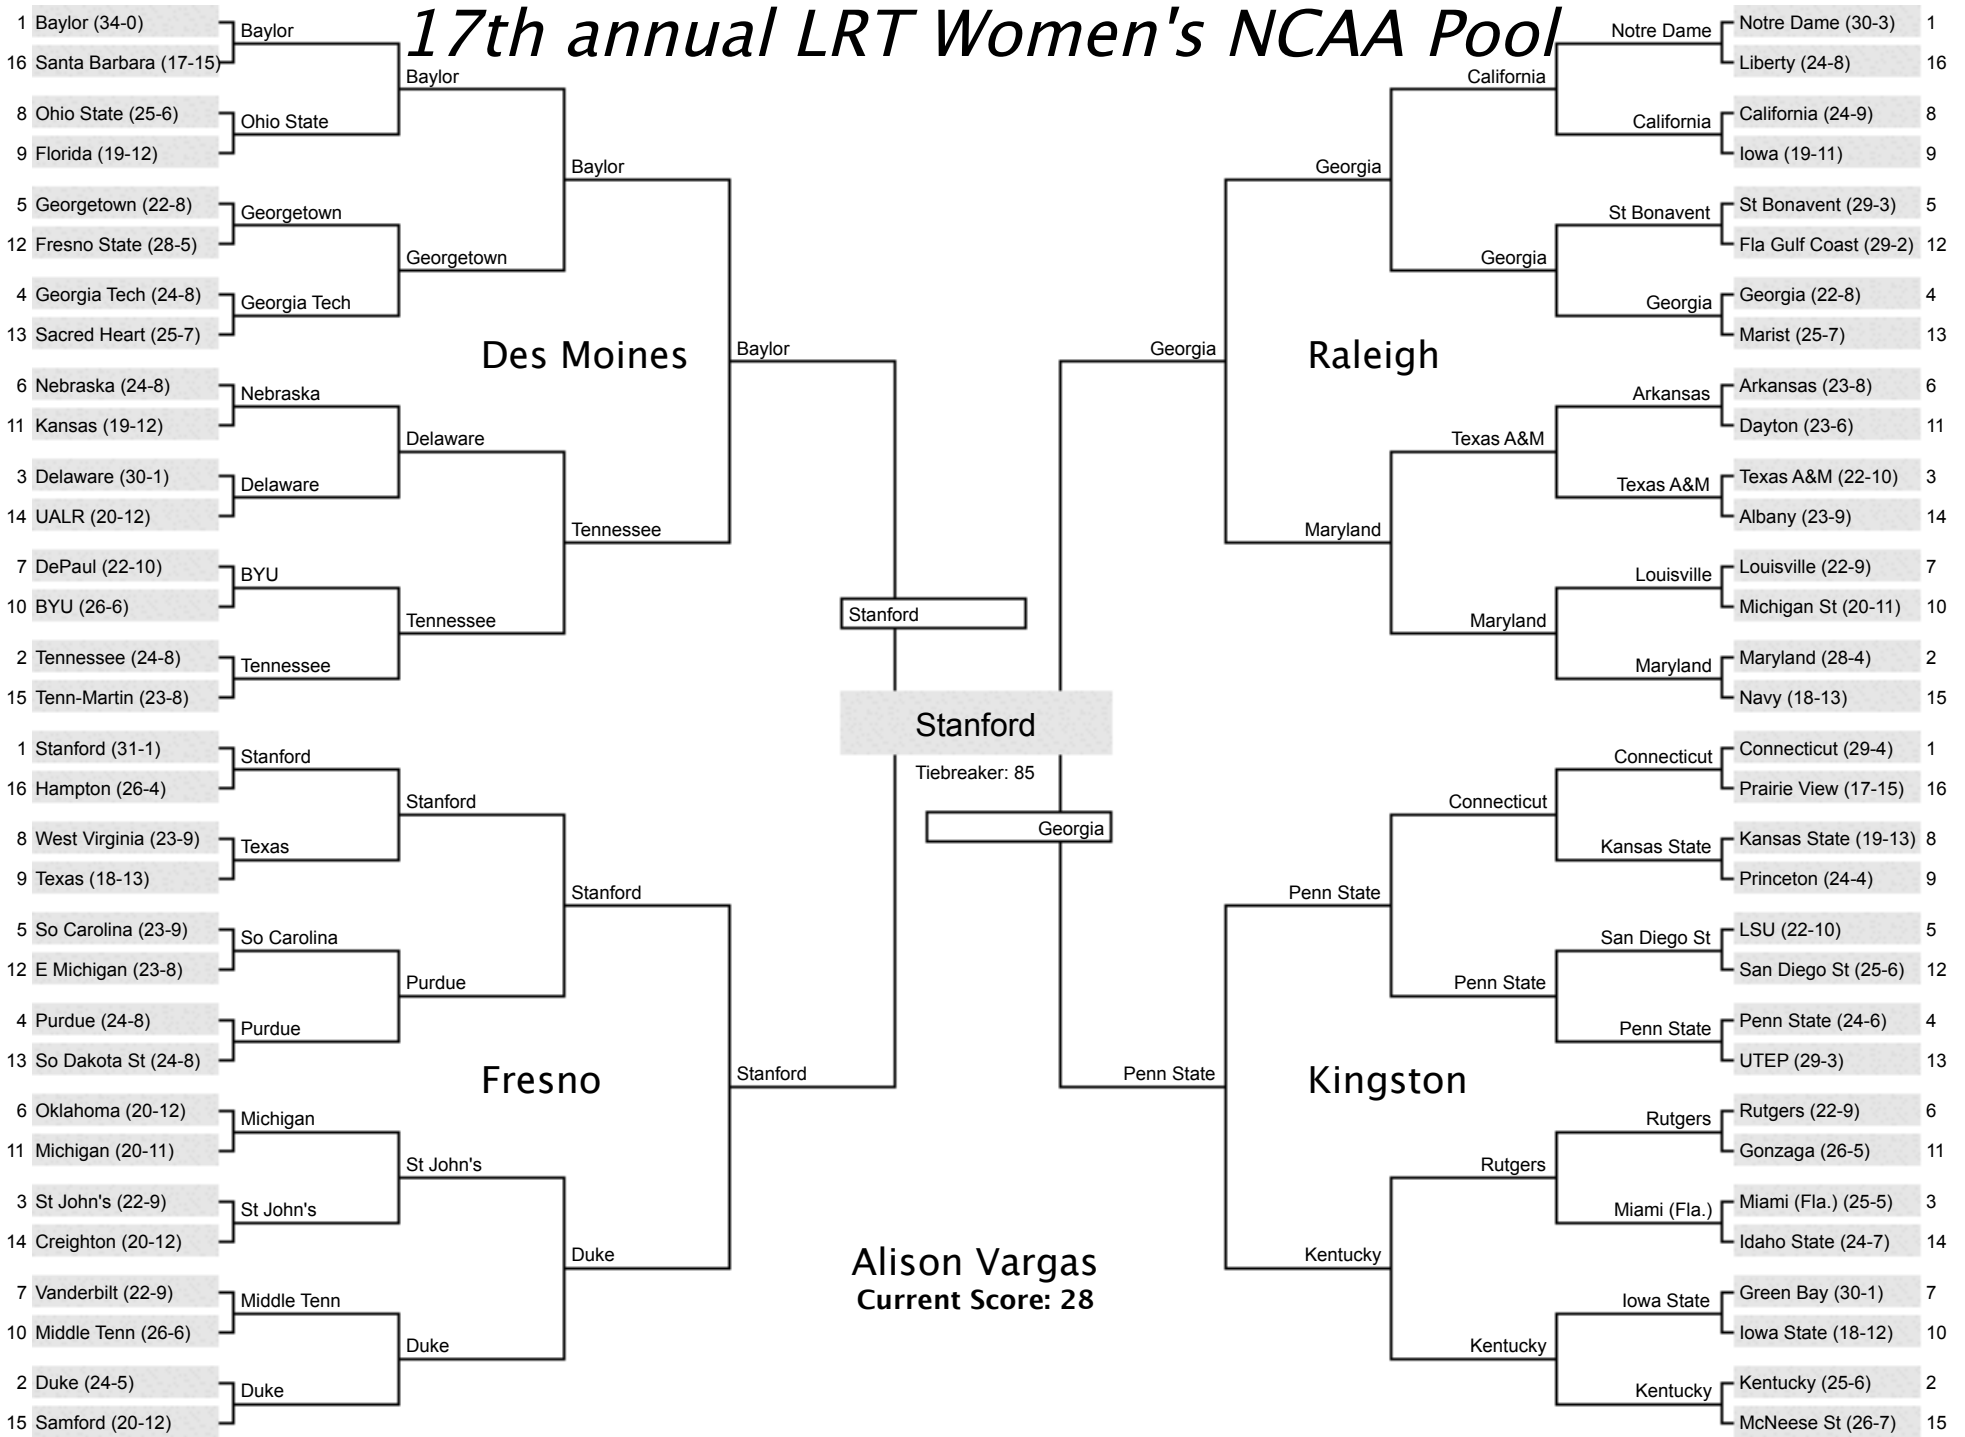 17th annual LRT Women's NCAA Pool
1 Baylor (34-0)
16 Santa Barbara (17-15)
8 Ohio State (25-6)
9 Florida (19-12)
5 Georgetown (22-8)
12 Fresno State (28-5)
4 Georgia Tech (24-8)
13 Sacred Heart (25-7)
6 Nebraska (24-8)
11 Kansas (19-12)
3 Delaware (30-1)
14 UALR (20-12)
7 DePaul (22-10)
10 BYU (26-6)
2 Tennessee (24-8)
15 Tenn-Martin (23-8)
Baylor
Ohio State
Georgetown
Georgia Tech
Nebraska
Delaware
BYU
Tennessee
Baylor
Georgetown
Delaware
Tennessee
Baylor
Tennessee
Des Moines
Baylor
1 Stanford (31-1)
16 Hampton (26-4)
8 West Virginia (23-9)
9 Texas (18-13)
5 So Carolina (23-9)
12 E Michigan (23-8)
4 Purdue (24-8)
13 So Dakota St (24-8)
6 Oklahoma (20-12)
11 Michigan (20-11)
3 St John's (22-9)
14 Creighton (20-12)
7 Vanderbilt (22-9)
10 Middle Tenn (26-6)
2 Duke (24-5)
15 Samford (20-12)
Stanford
Texas
So Carolina
Purdue
Michigan
St John's
Middle Tenn
Duke
Stanford
Purdue
St John's
Duke
Stanford
Duke
Fresno
Stanford
Stanford
Stanford
Tiebreaker: 85
Georgia
Alison Vargas
Current Score: 28
Notre Dame (30-3) 1
Liberty (24-8) 16
California (24-9) 8
Iowa (19-11) 9
St Bonavent (29-3) 5
Fla Gulf Coast (29-2) 12
Georgia (22-8) 4
Marist (25-7) 13
Arkansas (23-8) 6
Dayton (23-6) 11
Texas A&M (22-10) 3
Albany (23-9) 14
Louisville (22-9) 7
Michigan St (20-11) 10
Maryland (28-4) 2
Navy (18-13) 15
Notre Dame
California
St Bonavent
Georgia
Arkansas
Texas A&M
Louisville
Maryland
California
Georgia
Texas A&M
Maryland
Georgia
Maryland
Raleigh
Georgia
Connecticut (29-4) 1
Prairie View (17-15) 16
Kansas State (19-13) 8
Princeton (24-4) 9
LSU (22-10) 5
San Diego St (25-6) 12
Penn State (24-6) 4
UTEP (29-3) 13
Rutgers (22-9) 6
Gonzaga (26-5) 11
Miami (Fla.) (25-5) 3
Idaho State (24-7) 14
Green Bay (30-1) 7
Iowa State (18-12) 10
Kentucky (25-6) 2
McNeese St (26-7) 15
Connecticut
Kansas State
San Diego St
Penn State
Rutgers
Miami (Fla.)
Iowa State
Kentucky
Connecticut
Penn State
Rutgers
Kentucky
Penn State
Kentucky
Kingston
Penn State